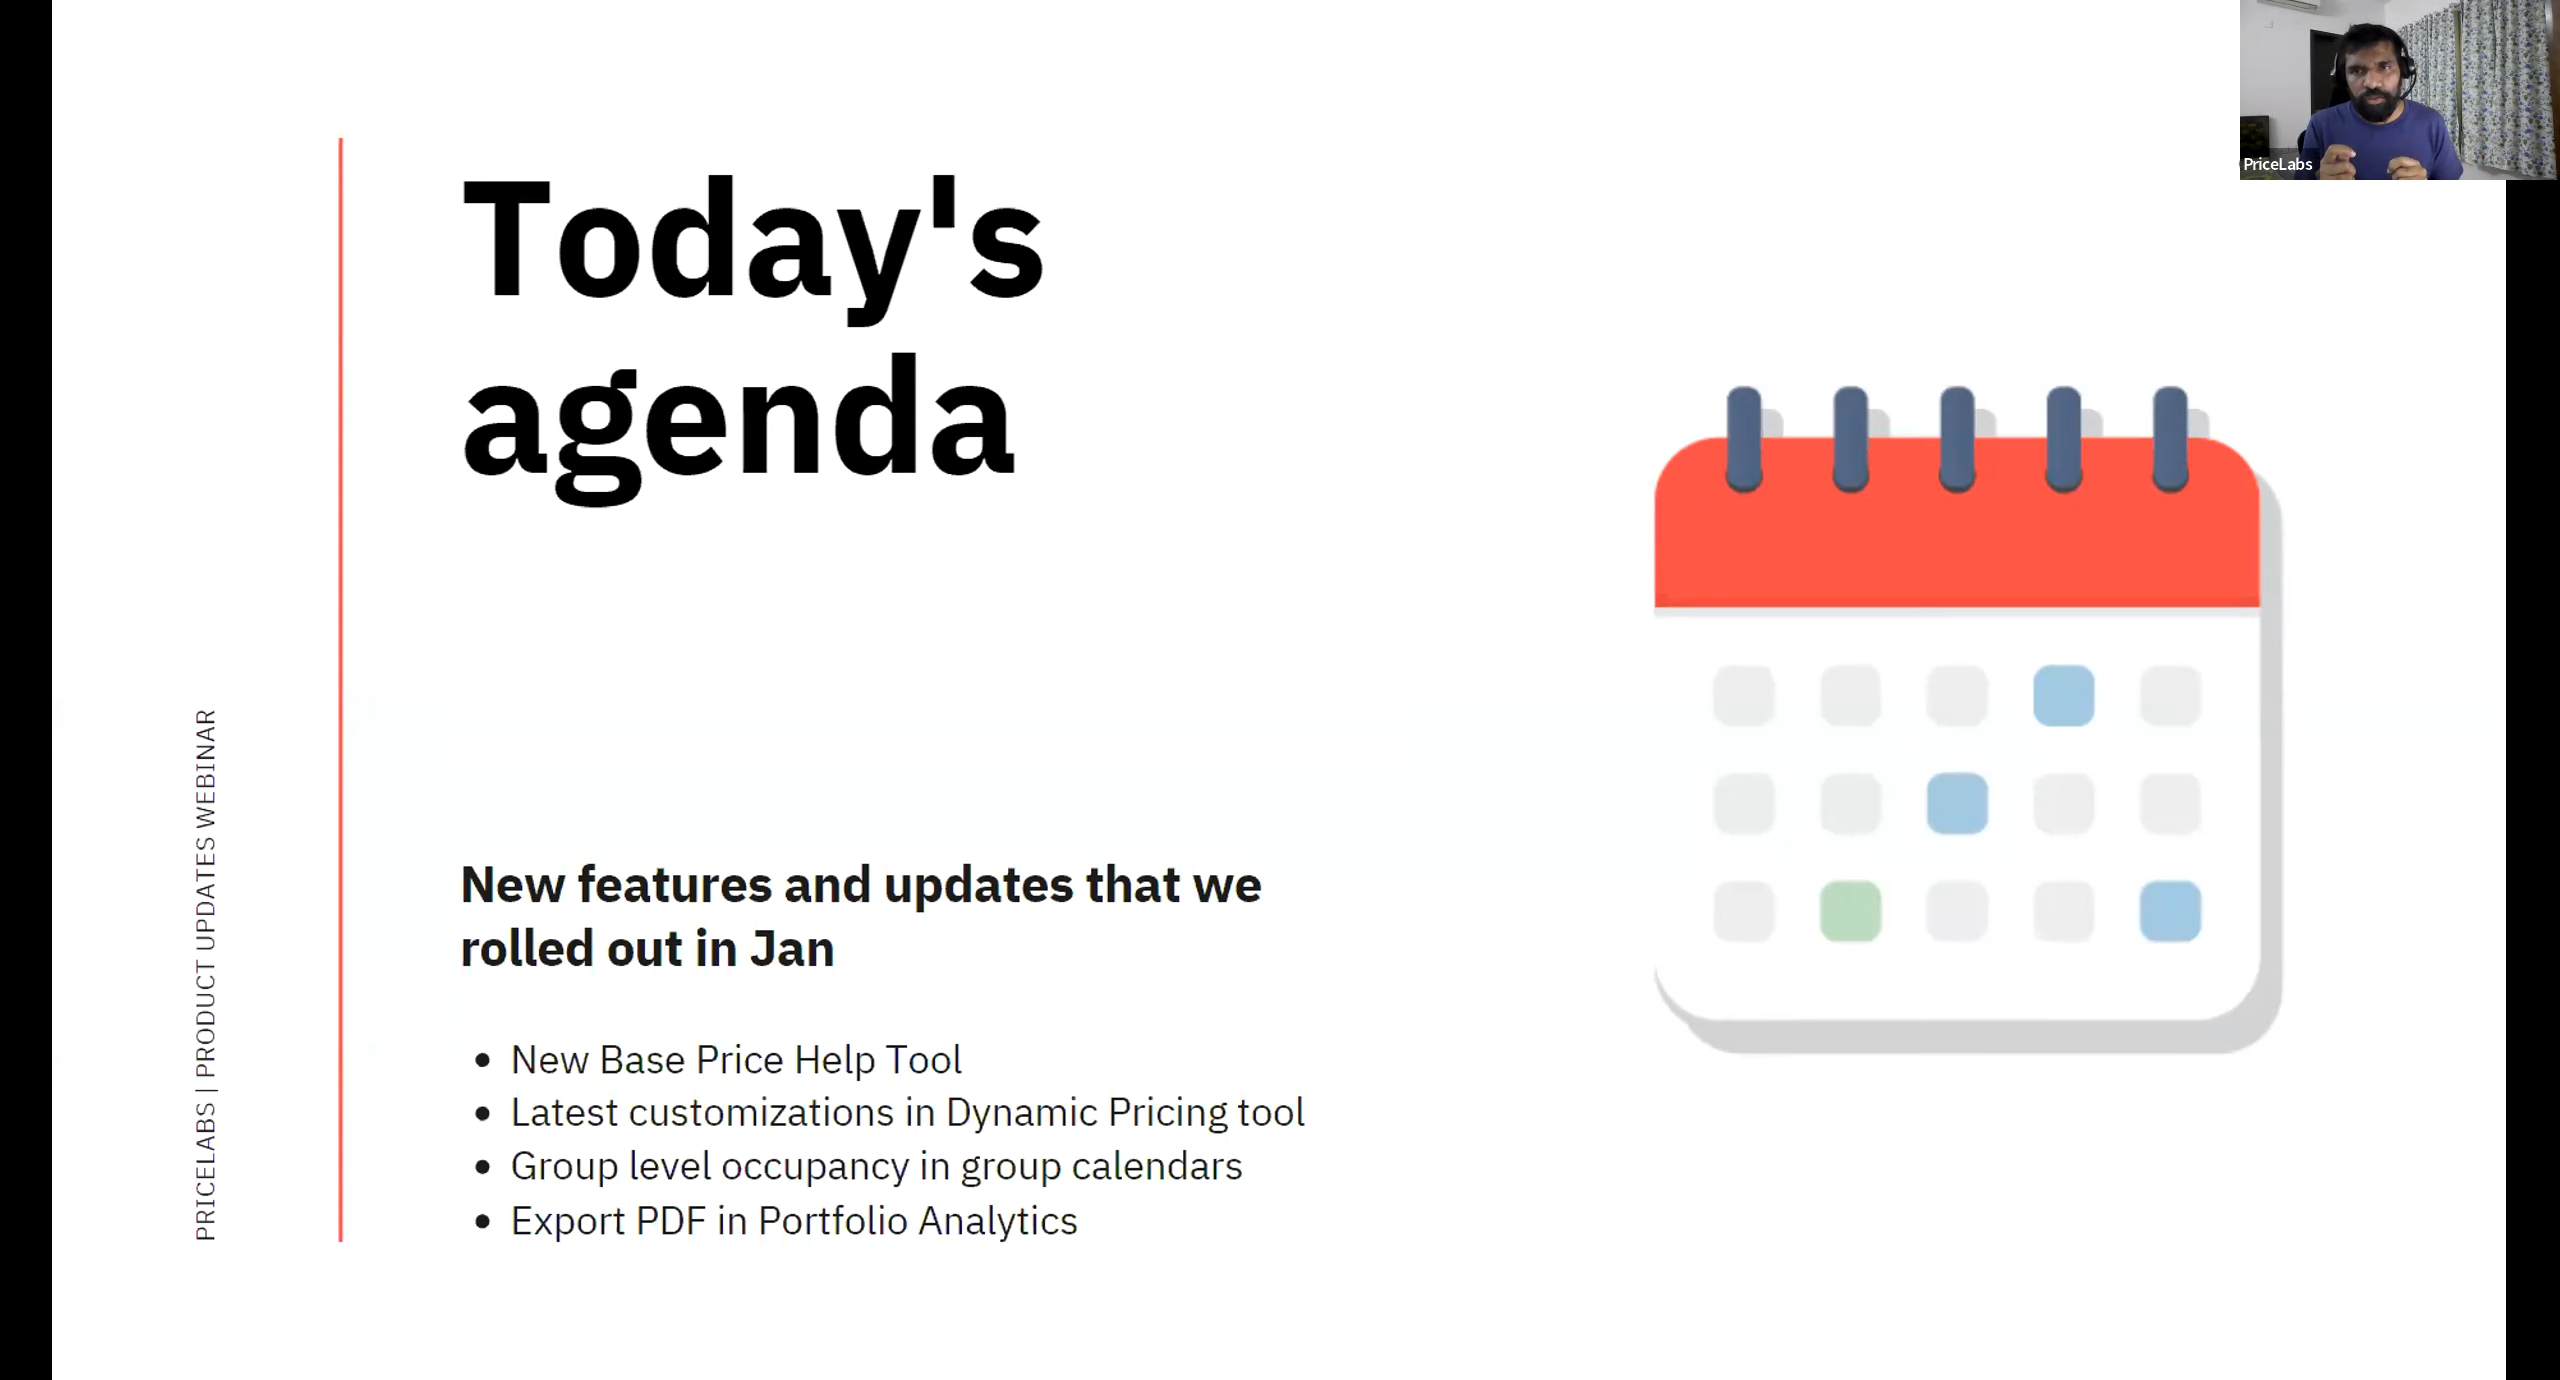 PriceLabs
Today's
agenda
PRICELABS | PRODUCT UPDATES WEBINAR
New features and updates that we
rolled out in Jan
• New Base Price Help Tool
• Latest customizations in Dynamic Pricing tool
• Group level occupancy in group calendars
• Export PDF in Portfolio Analytics